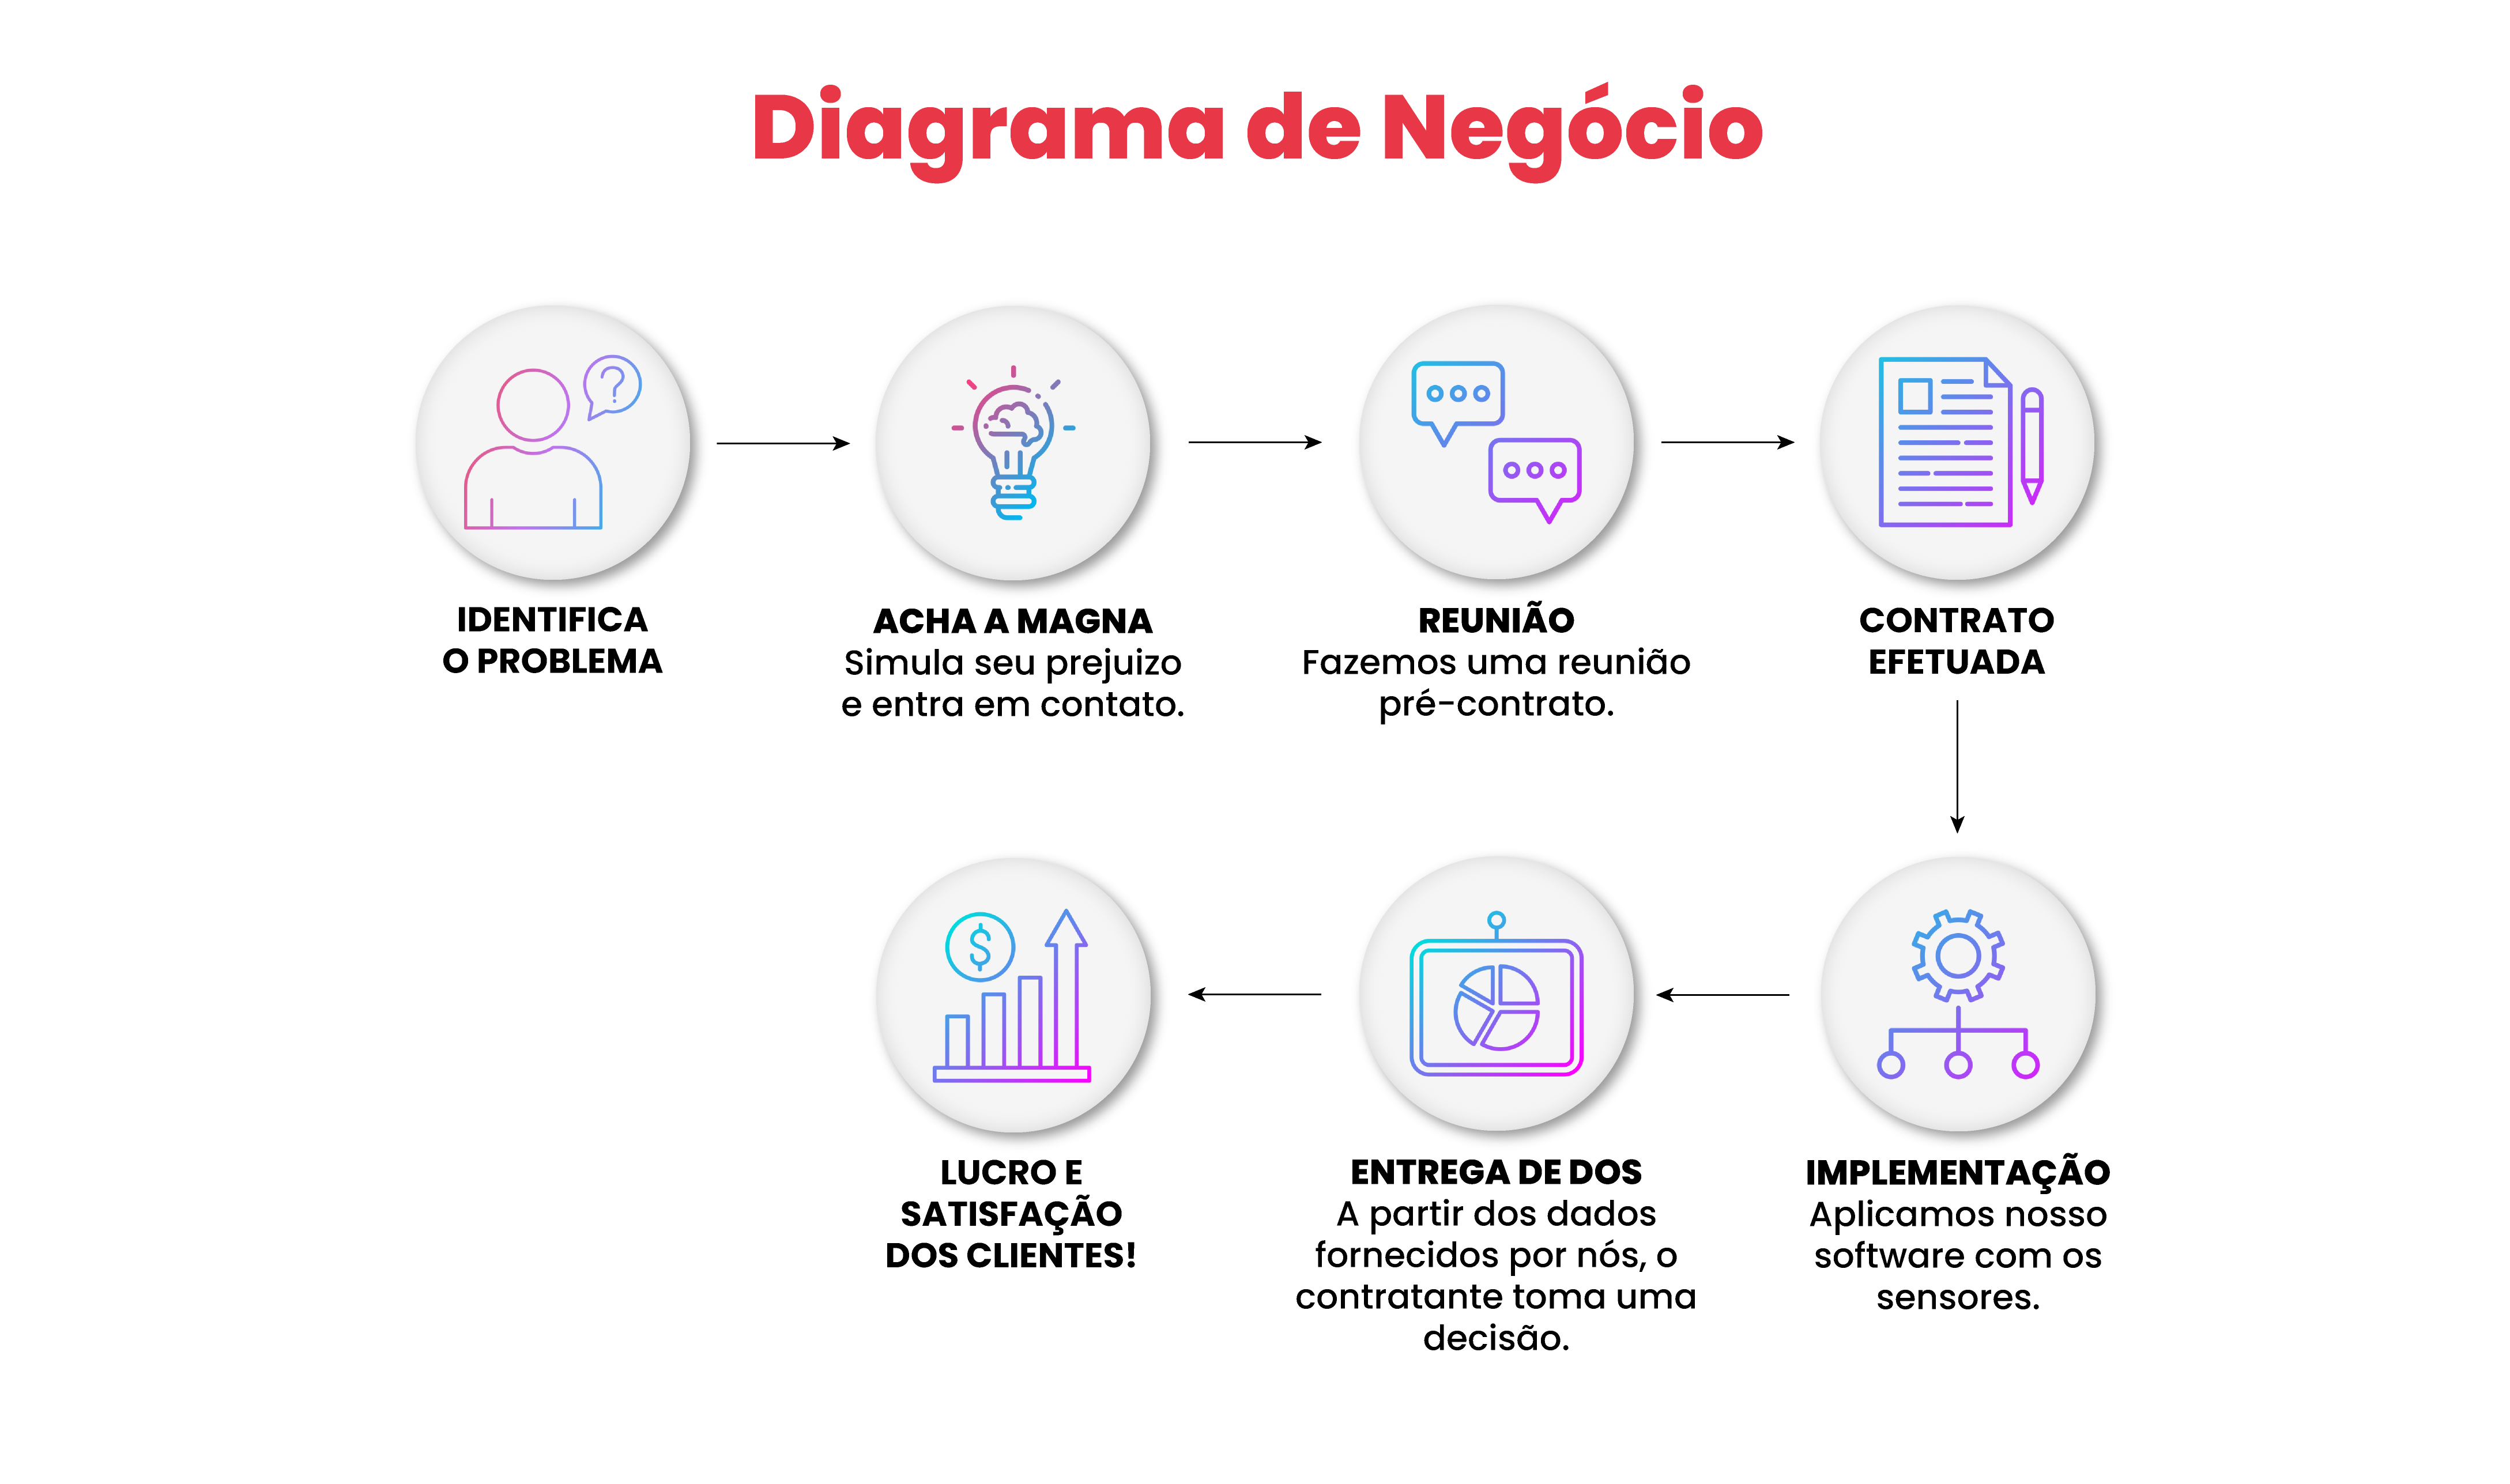 Diagrama de Negócio
IDENTIFICA
O PROBLEMA
ACHA A MAGNA
Simula seu prejuizo
e entra em contato.
REUNIÃO
Fazemos uma reunião
pré-contrato.
CONTRATO
EFETUADA
IMPLEMENTAÇÃO
Aplicamos nosso
software com os
sensores.
ENTREGA DE DOS
A partir dos dados
fornecidos por nós, o
contratante toma uma
decisão.
LUCRO E
SATISFAÇÃO
DOS CLIENTES!